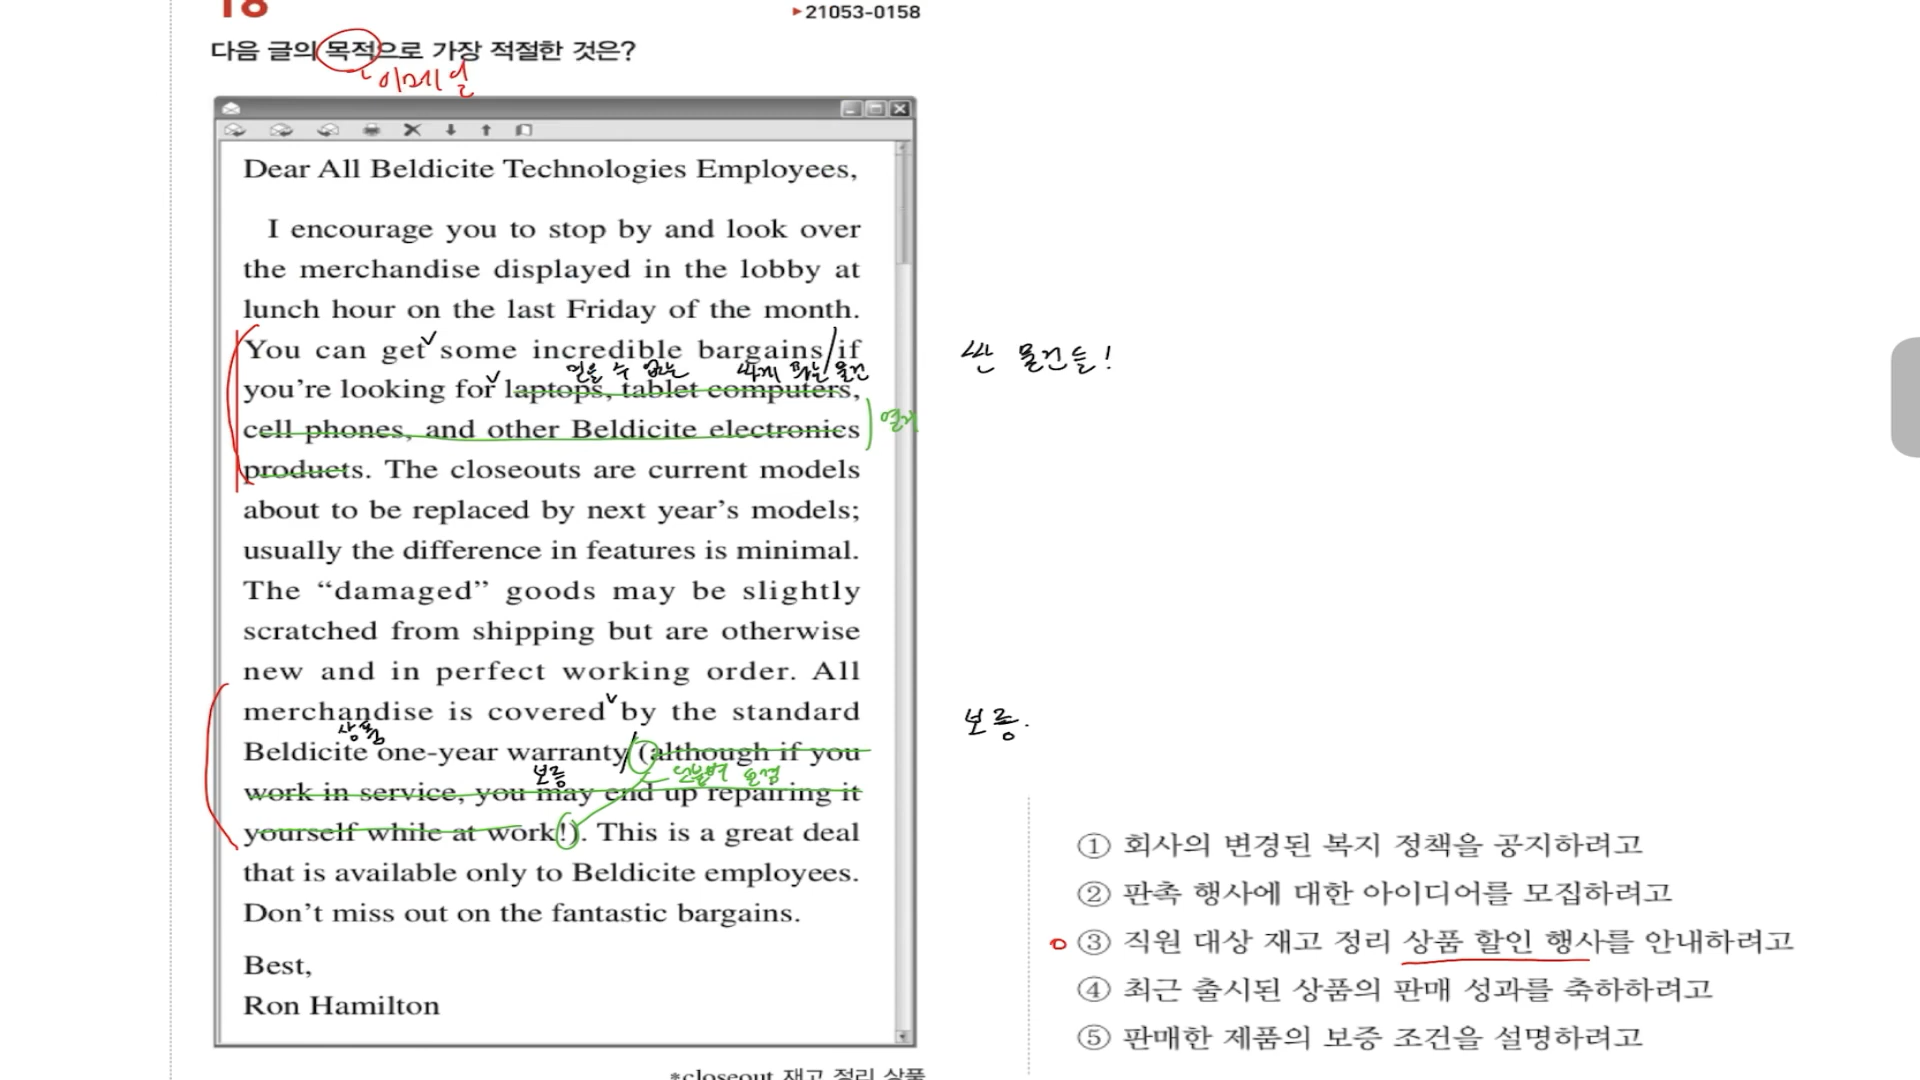 18
▸21053-0158
다음 글의 목적으로 가장 적절한 것은?
이메일
Dear All Beldicite Technologies Employees,
I encourage you to stop by and look over
the merchandise displayed in the lobby at
lunch hour on the last Friday of the month.
You can get some incredible bargains/if
싼 물건들!
믿을 수 없는 싸게 파는 물건
you’re looking for laptops, tablet computers,
cell phones, and other Beldicite electronics
products. The closeouts are current models
about to be replaced by next year’s models;
usually the difference in features is minimal.
The “damaged” goods may be slightly
scratched from shipping but are otherwise
new and in perfect working order. All
merchandise is covered by the standard
보증.
상품
Beldicite one-year warranty/(although if you
보증
work in service, you may end up repairing it
yourself while at work!). This is a great deal
that is available only to Beldicite employees.
Don’t miss out on the fantastic bargains.
Best,
Ron Hamilton
*closeout 재고 정리 상품
① 회사의 변경된 복지 정책을 공지하려고
② 판촉 행사에 대한 아이디어를 모집하려고
③ 직원 대상 재고 정리 상품 할인 행사를 안내하려고
④ 최근 출시된 상품의 판매 성과를 축하하려고
⑤ 판매한 제품의 보증 조건을 설명하려고